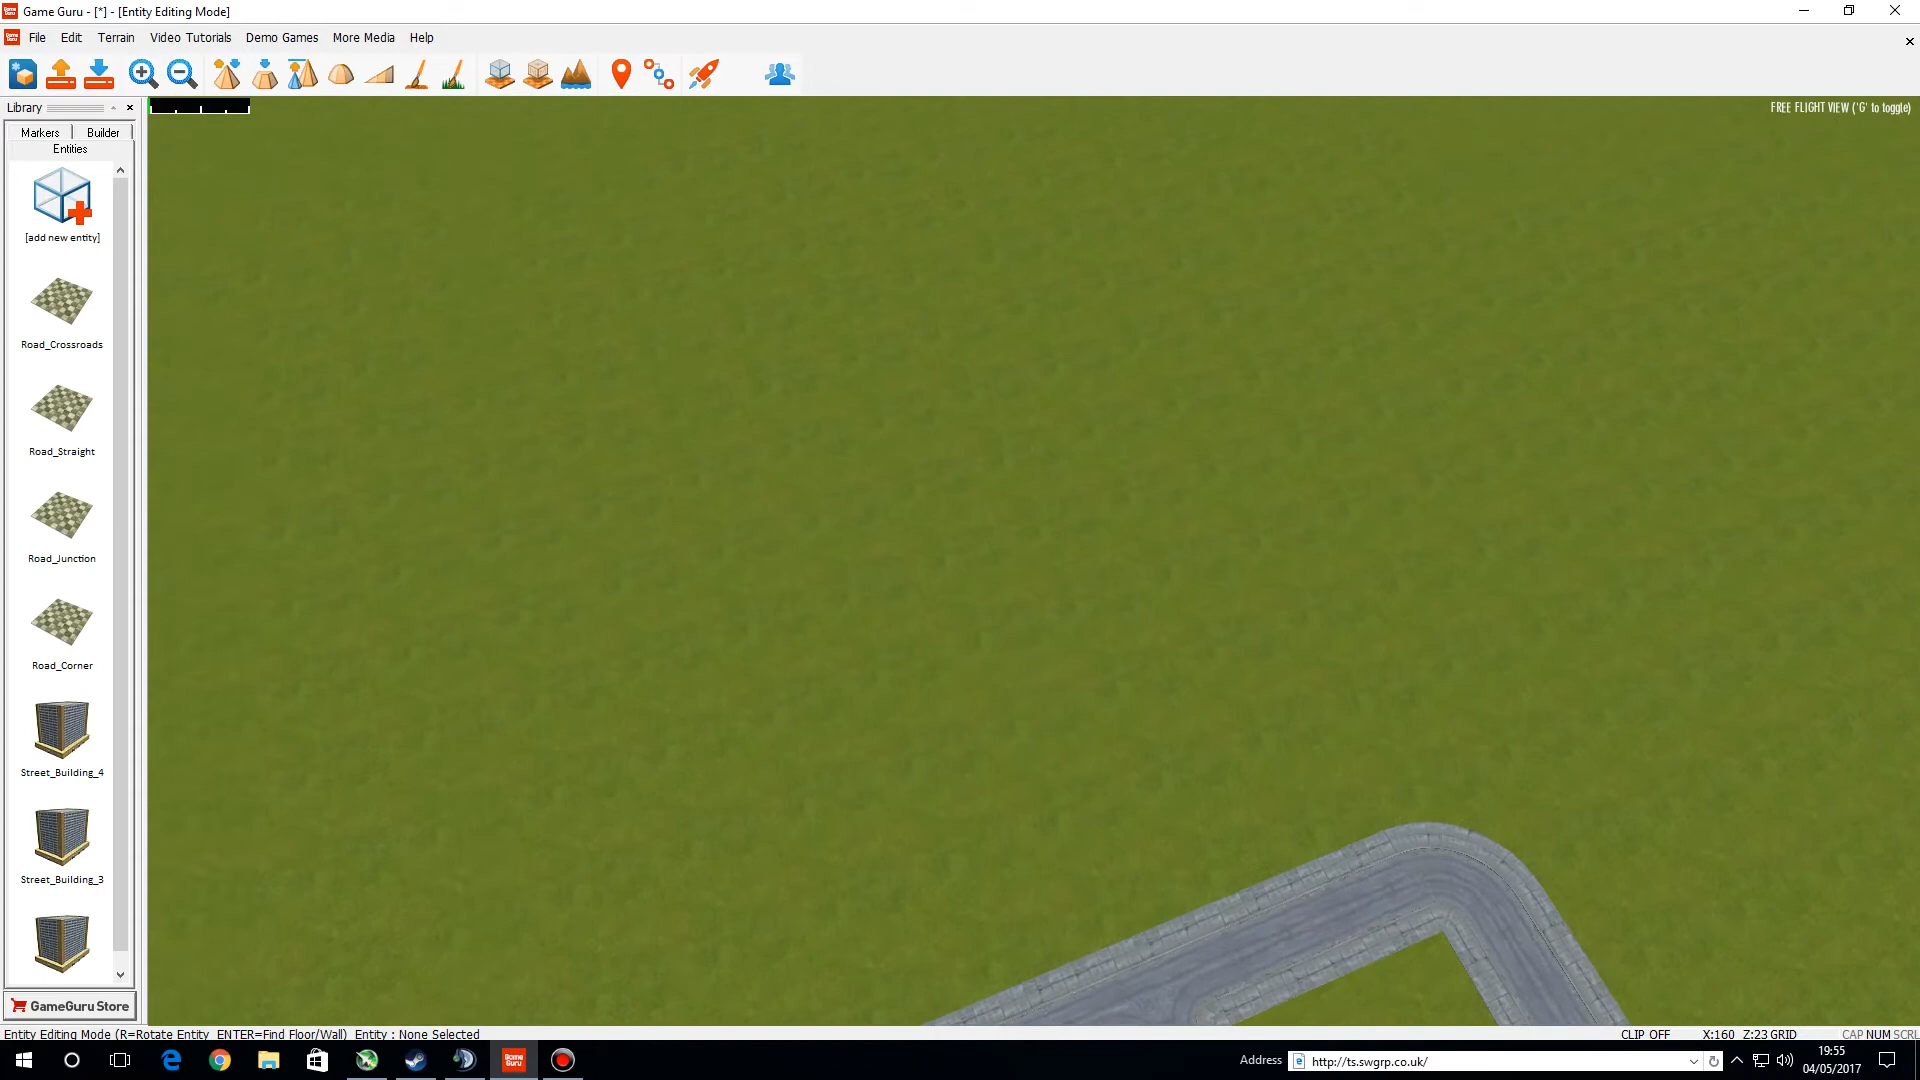 Game Guru - [*] - [Entity Editing Mode]
File Edit Terrain Video Tutorials Demo Games More Media Help
Library
FREE FLIGHT VIEW ('G' to toggle)
Markers Builder
Entities
[add new entity]
Road_Crossroads
Road_Straight
Road_Junction
Road_Corner
Street_Building_4
Street_Building_3
GameGuru Store
Entity Editing Mode (R=Rotate Entity ENTER=Find Floor/Wall) Entity : None Selected
CLIP OFF X:160 Z:23 GRID CAP NUM SCRL
Game Guru
Address http://ts.swgrp.co.uk/
19:55
04/05/2017